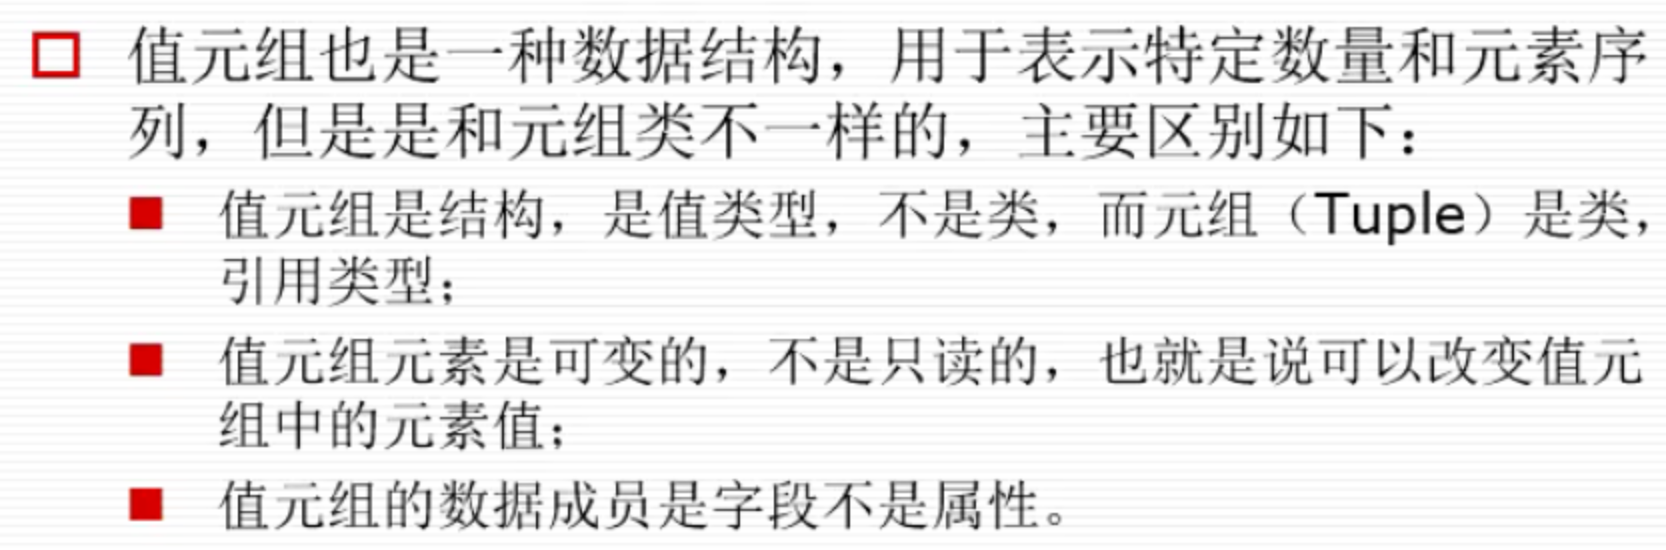 值元组也是一种数据结构，用于表示特定数量和元素序
列，但是是和元组类不一样的，主要区别如下：
值元组是结构，是值类型，不是类，而元组（Tuple）是类，
引用类型；
值元组元素是可变的，不是只读的，也就是说可以改变值元
组中的元素值；
值元组的数据成员是字段不是属性。